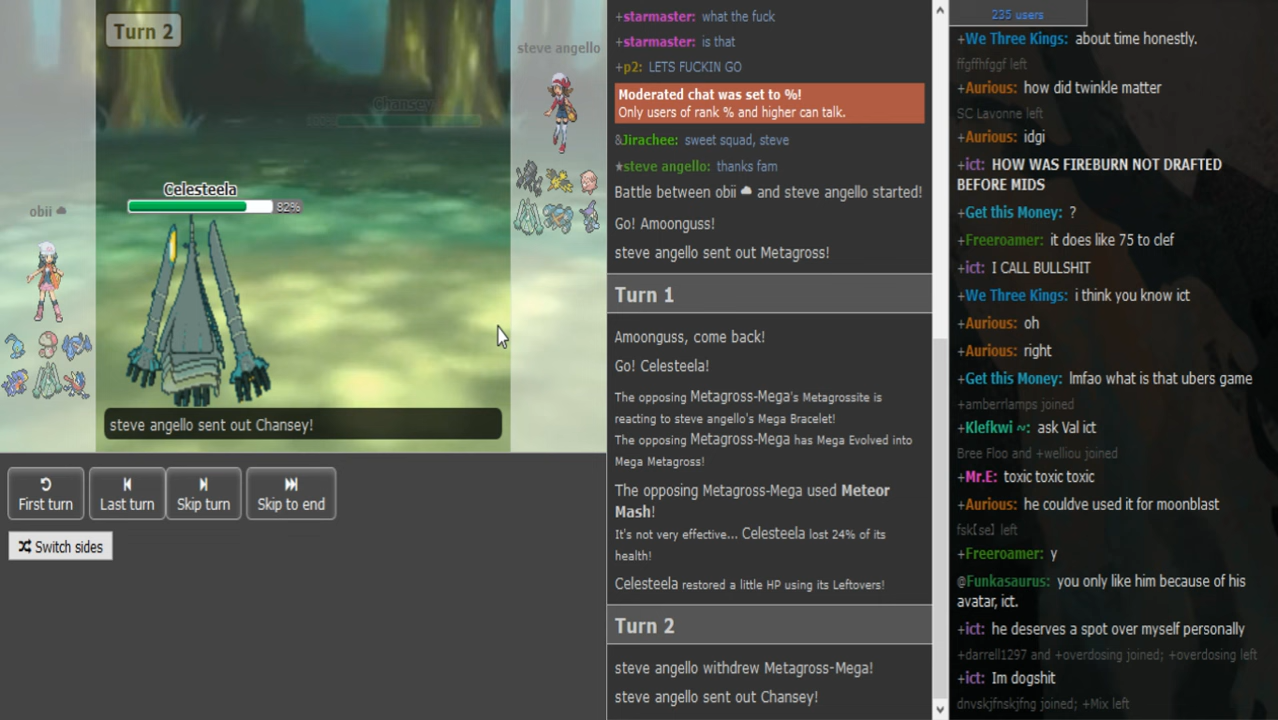 Turn 2
steve angello
Chansey
Celesteela
82%
obii
steve angello sent out Chansey!
First turn
Last turn
Skip turn
Skip to end
Switch sides
+starmaster: what the fuck
+starmaster: is that
+p2: LETS FUCKIN GO
Moderated chat was set to %!
Only users of rank % and higher can talk.
&Jirachee: sweet squad, steve
★steve angello: thanks fam
Battle between obii and steve angello started!
Go! Amoonguss!
steve angello sent out Metagross!
Turn 1
Amoonguss, come back!
Go! Celesteela!
The opposing Metagross-Mega's Metagrossite is
reacting to steve angello's Mega Bracelet!
The opposing Metagross-Mega has Mega Evolved into
Mega Metagross!
The opposing Metagross-Mega used Meteor
Mash!
It's not very effective... Celesteela lost 24% of its
health!
Celesteela restored a little HP using its Leftovers!
Turn 2
steve angello withdrew Metagross-Mega!
steve angello sent out Chansey!
235 users
+We Three Kings: about time honestly.
ffgffhfggf left
+Aurious: how did twinkle matter
SC Lavonne left
+Aurious: idgi
+ict: HOW WAS FIREBURN NOT DRAFTED
BEFORE MIDS
+Get this Money: ?
+Freeroamer: it does like 75 to clef
+ict: I CALL BULLSHIT
+We Three Kings: i think you know ict
+Aurious: oh
+Aurious: right
+Get this Money: lmfao what is that ubers game
+amberrlamps joined
+Klefkwi ~: ask Val ict
Bree Floo and +welliou joined
+Mr.E: toxic toxic toxic
+Aurious: he couldve used it for moonblast
fsk[se] left
+Freeroamer: y
@Funkasaurus: you only like him because of his
avatar, ict.
+ict: he deserves a spot over myself personally
+darrell1297 and +overdosing joined; +overdosing left
+ict: Im dogshit
dnvskjfnskjfng joined; +Mix left